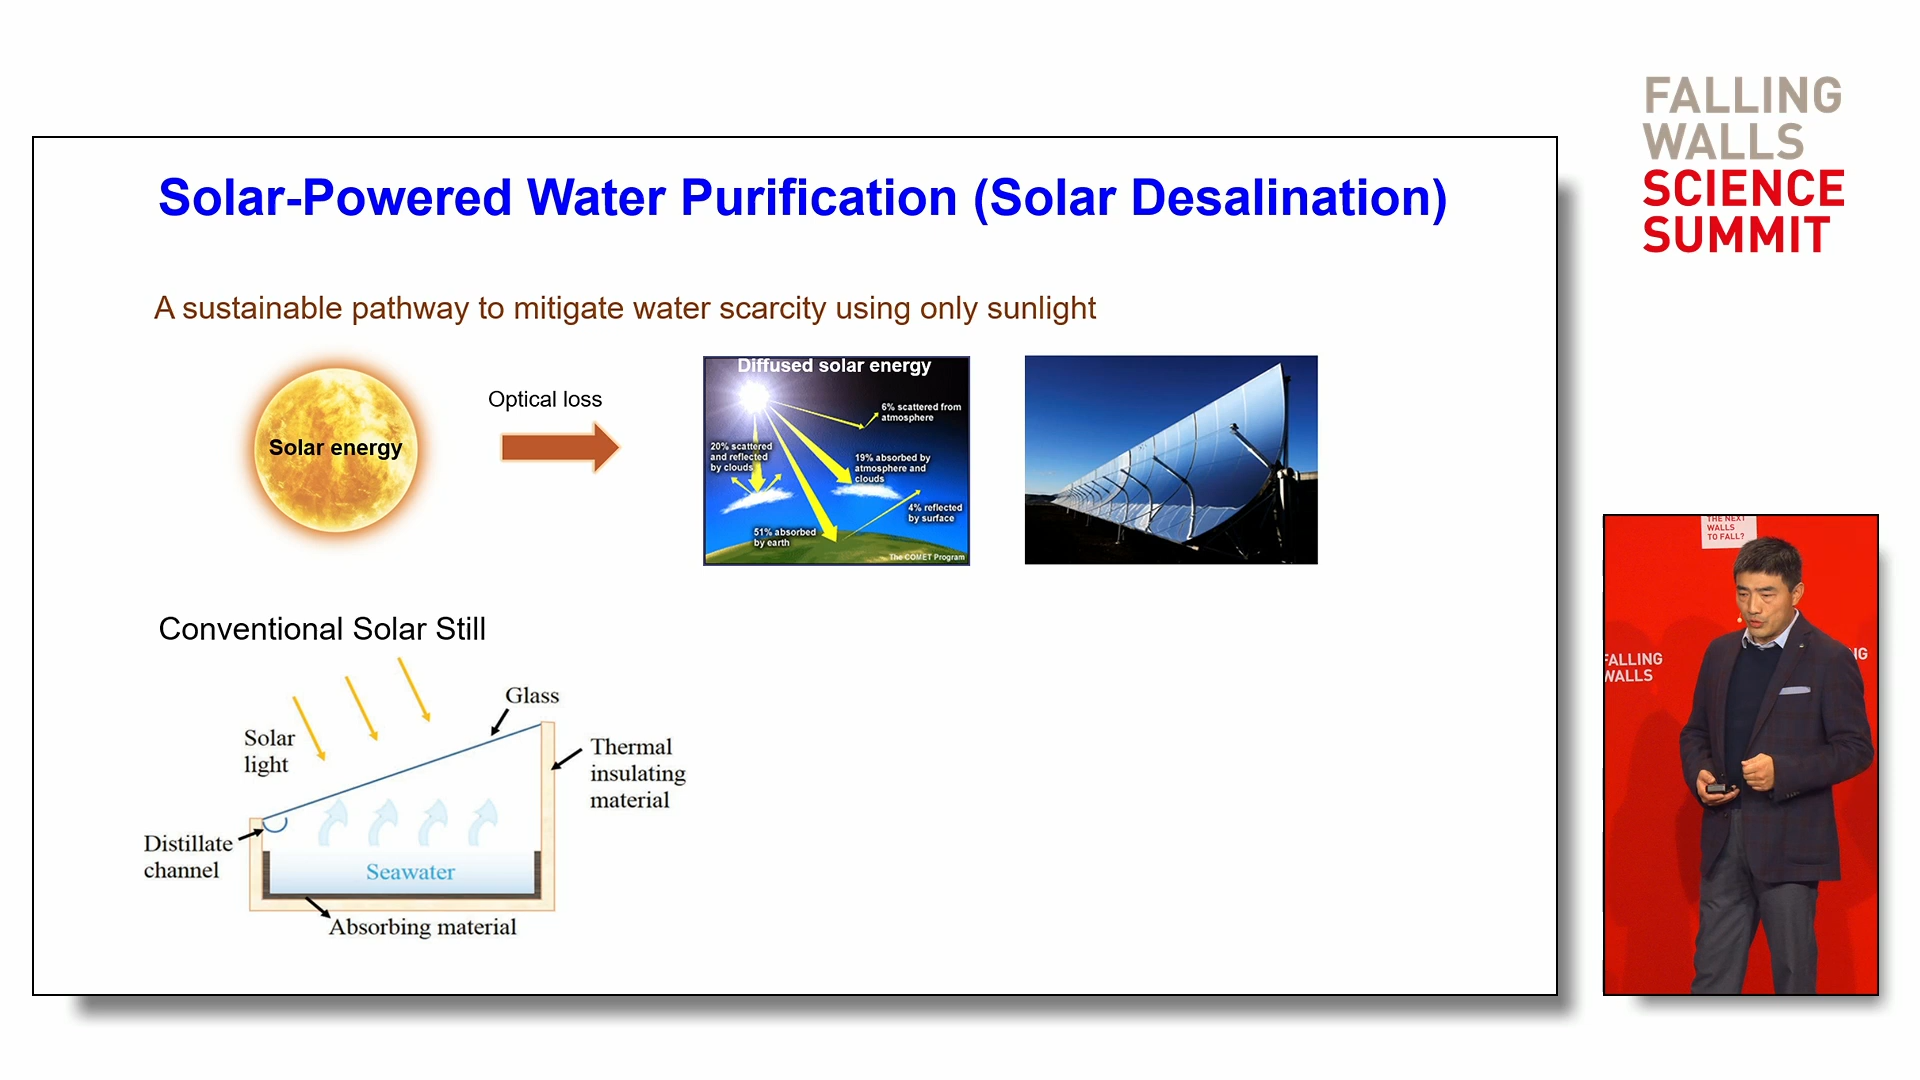 FALLING
WALLS
SCIENCE
SUMMIT
Solar-Powered Water Purification (Solar Desalination)
A sustainable pathway to mitigate water scarcity using only sunlight
Solar energy
Optical loss
Diffused solar energy
6% scattered from
atmosphere
20% scattered
and reflected
by clouds
19% absorbed by
atmosphere and
clouds
4% reflected
by surface
51% absorbed
by earth
The COMET Program
Conventional Solar Still
Glass
Solar
light
Thermal
insulating
material
Distillate
channel
Seawater
Absorbing material
THE NEXT
WALLS
TO FALL?
FALLING
WALLS
NG